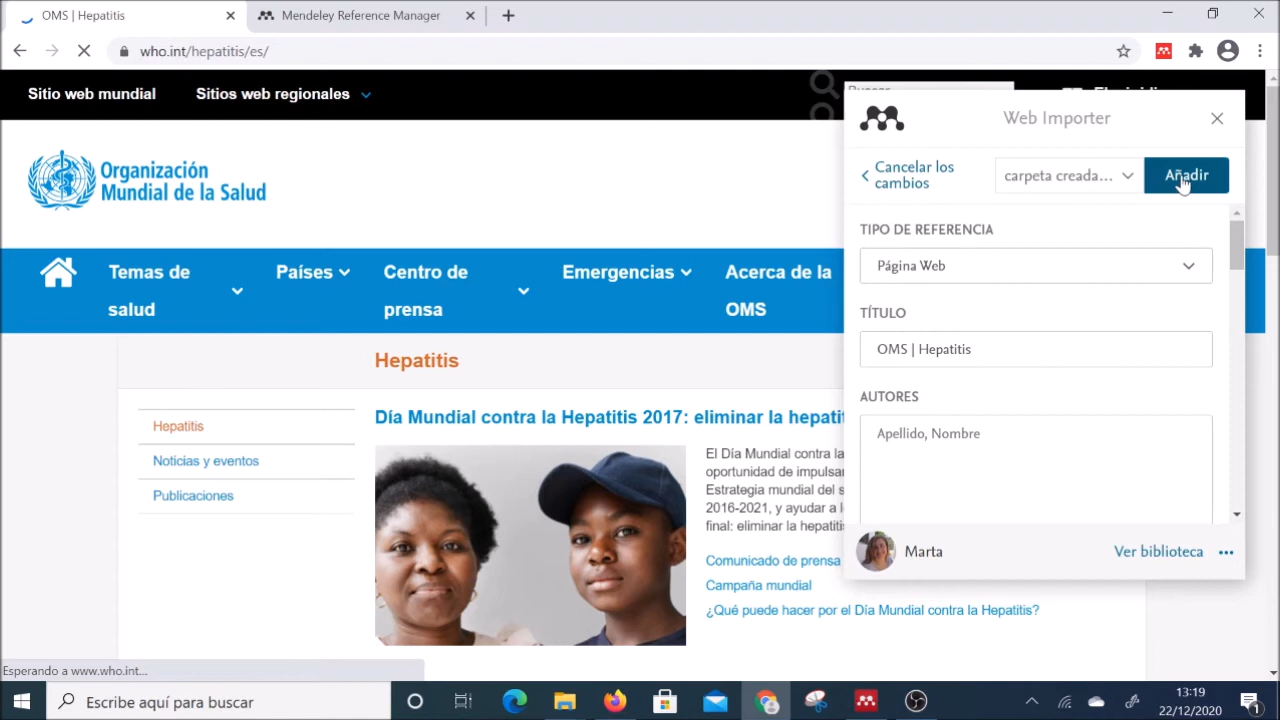 OMS | Hepatitis
Mendeley Reference Manager
who.int/hepatitis/es/
Sitio web mundial
Sitios web regionales
Buscar
Web Importer
Organización
Mundial de la Salud
Cancelar los
cambios
carpeta creada...
Añadir
TIPO DE REFERENCIA
Página Web
TÍTULO
OMS | Hepatitis
AUTORES
Apellido, Nombre
Marta
Ver biblioteca
Temas de
salud
Países
Centro de
prensa
Emergencias
Acerca de la
OMS
Hepatitis
Hepatitis
Noticias y eventos
Publicaciones
Día Mundial contra la Hepatitis 2017: eliminar la hepatit
El Día Mundial contra la
oportunidad de impulsar
Estrategia mundial del s
2016-2021, y ayudar a l
final: eliminar la hepatitis
Comunicado de prensa
Campaña mundial
¿Qué puede hacer por el Día Mundial contra la Hepatitis?
Esperando a www.who.int...
Escribe aquí para buscar
13:19
22/12/2020
1